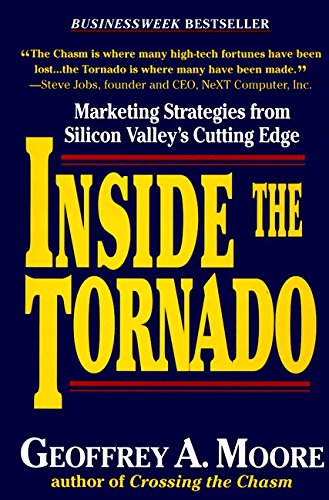 BUSINESSWEEK BESTSELLER
“The Chasm is where many high-tech fortunes have been
lost...the Tornado is where many have been made.”
—Steve Jobs, founder and CEO, NeXT Computer, Inc.
Marketing Strategies from
Silicon Valley's Cutting Edge
INSIDE THE
TORNADO
GEOFFREY A. MOORE
author of Crossing the Chasm